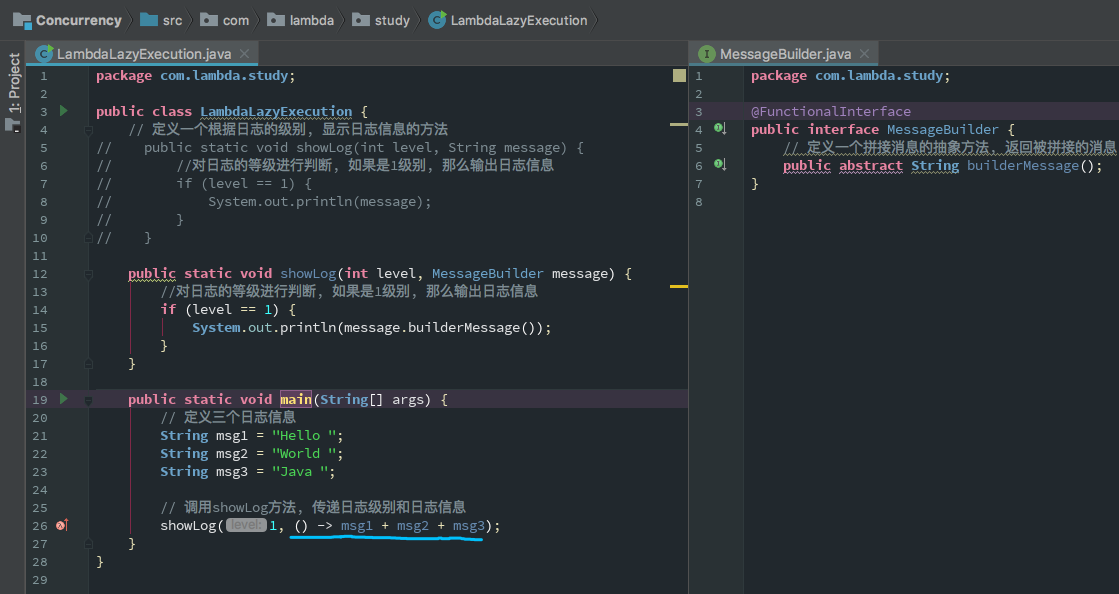 Concurrency src com lambda study LambdaLazyExecution
1: Project
LambdaLazyExecution.java
1 package com.lambda.study;
2
3 public class LambdaLazyExecution {
4 // 定义一个根据日志的级别, 显示日志信息的方法
5 // public static void showLog(int level, String message) {
6 // //对日志的等级进行判断, 如果是1级别, 那么输出日志信息
7 // if (level == 1) {
8 // System.out.println(message);
9 // }
10 // }
11
12 public static void showLog(int level, MessageBuilder message) {
13 //对日志的等级进行判断, 如果是1级别, 那么输出日志信息
14 if (level == 1) {
15 System.out.println(message.builderMessage());
16 }
17 }
18
19 public static void main(String[] args) {
20 // 定义三个日志信息
21 String msg1 = "Hello ";
22 String msg2 = "World ";
23 String msg3 = "Java ";
24
25 // 调用showLog方法, 传递日志级别和日志信息
26 showLog( level: 1, () -> msg1 + msg2 + msg3);
27 }
28 }
29
MessageBuilder.java
1 package com.lambda.study;
2
3 @FunctionalInterface
4 public interface MessageBuilder {
5 // 定义一个拼接消息的抽象方法, 返回被拼接的消息
6 public abstract String builderMessage();
7 }
8